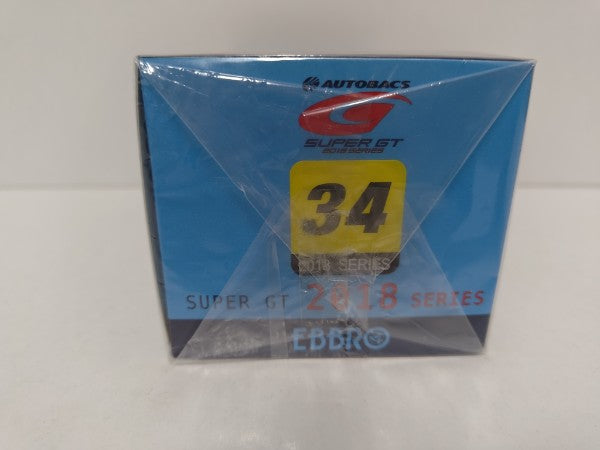 AUTOBACS
SUPER GT
2018 SERIES
34
2018 SERIES
SUPER GT 2018 SERIES
EBBRO